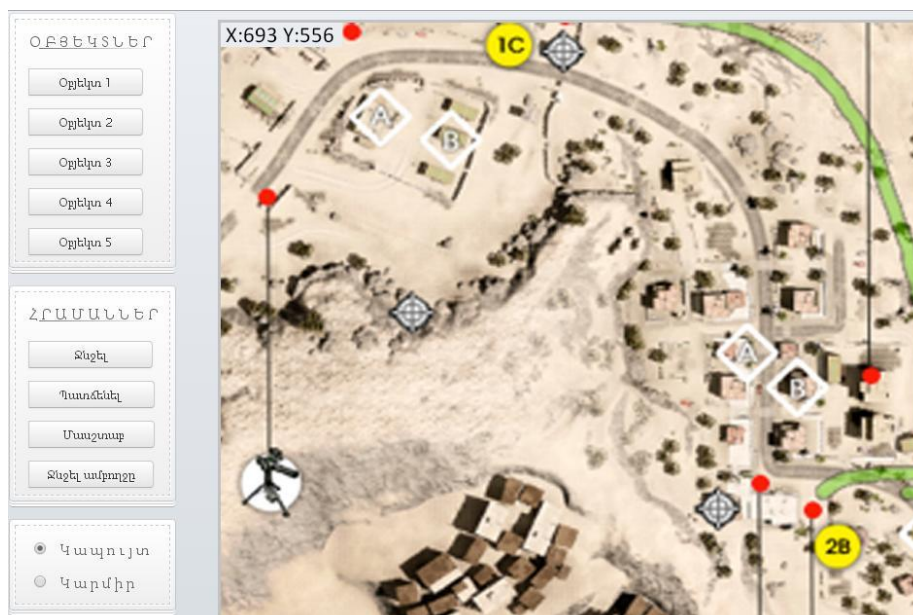 ՕԲՅԵԿՏՆԵՐ
Օբյեկտ 1
Օբյեկտ 2
Օբյեկտ 3
Օբյեկտ 4
Օբյեկտ 5
ՀՐԱՄԱՆՆԵՐ
Ջնջել
Պատճենել
Մասշտաբ
Ջնջել ամբողջը
Կապույտ
Կարմիր
X:693 Y:556
1C
A
B
A
B
2B